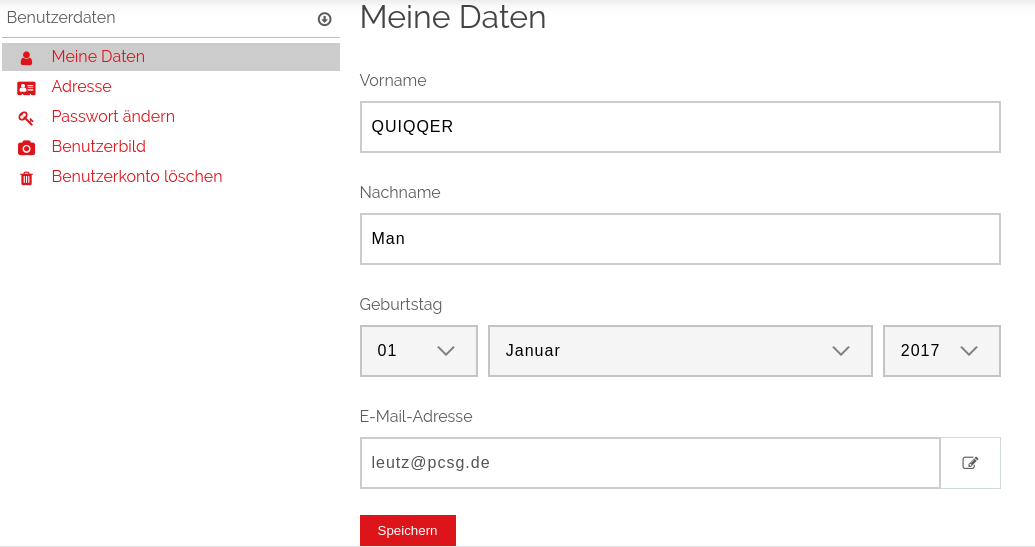 Benutzerdaten
Meine Daten
Adresse
Passwort ändern
Benutzerbild
Benutzerkonto löschen
Meine Daten
Vorname
QUIQQER
Nachname
Man
Geburtstag
01 Januar 2017
E-Mail-Adresse
leutz@pcsg.de
Speichern